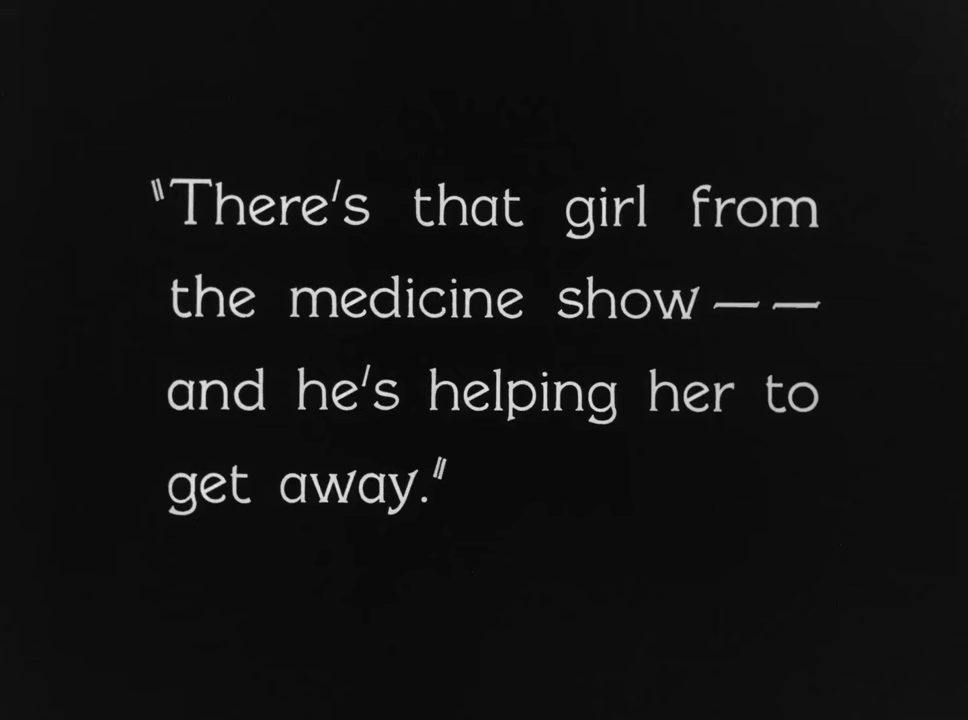 "There's that girl from
the medicine show — —
and he's helping her to
get away."